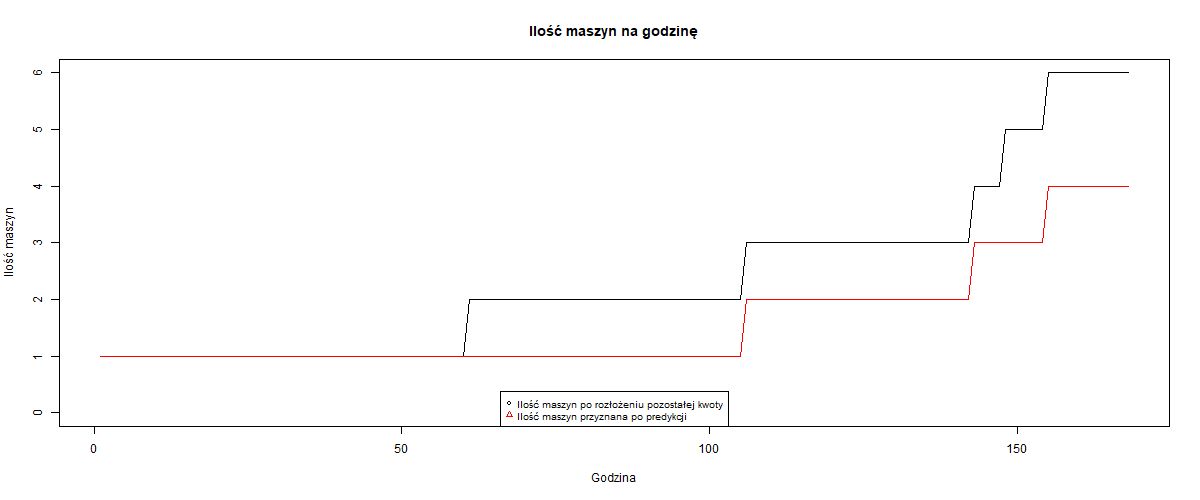 Ilość maszyn na godzinę
Ilość maszyn
6
5
4
3
2
1
0
Ilość maszyn po rozłożeniu pozostałej kwoty
Ilość maszyn przyznana po predykcji
0 50 100 150
Godzina